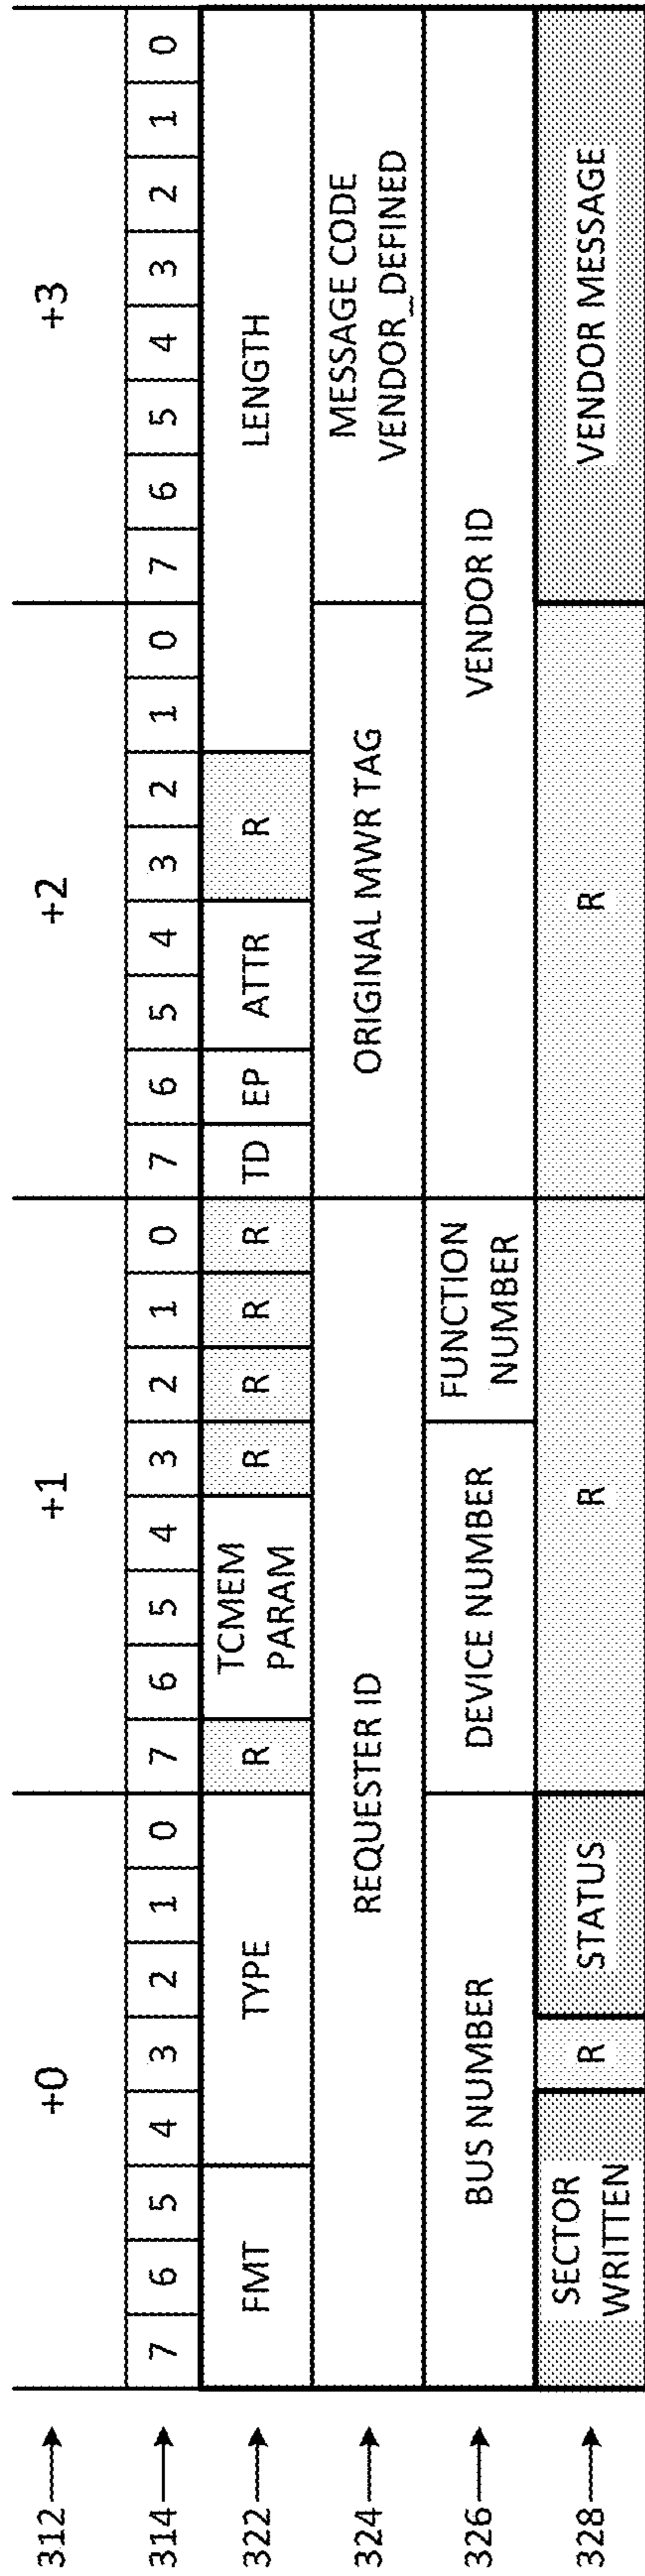 312 +0 +1 +2 +3
314 7 6 5 4 3 2 1 0 7 6 5 4 3 2 1 0 7 6 5 4 3 2 1 0 7 6 5 4 3 2 1 0
322 FMT TYPE R TCMEM PARAM R R R R TD EP ATTR R LENGTH
324 REQUESTER ID ORIGINAL MWR TAG MESSAGE CODE VENDOR_DEFINED
326 BUS NUMBER DEVICE NUMBER FUNCTION NUMBER VENDOR ID
328 SECTOR WRITTEN R STATUS R R VENDOR MESSAGE